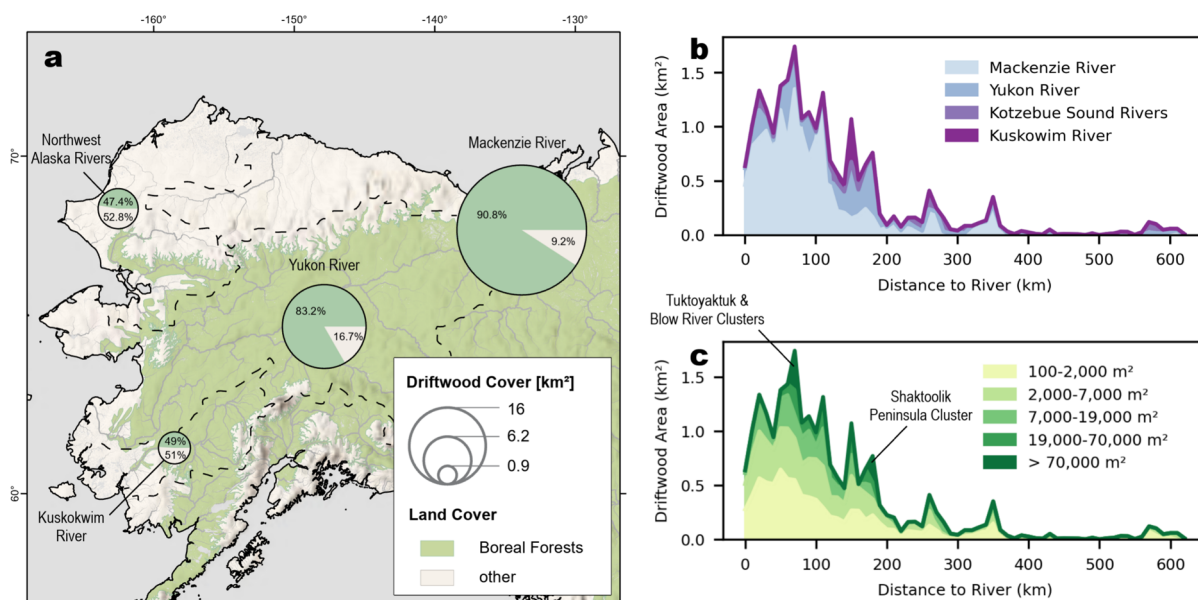 -160°
-150°
-140°
-130°
a
70°
60°
Northwest
Alaska Rivers
47.4%
52.8%
Mackenzie River
90.8%
9.2%
Yukon River
83.2%
16.7%
49%
51%
Kuskokwim
River
Driftwood Cover [km²]
16
6.2
0.9
Land Cover
Boreal Forests
other
b
Driftwood Area (km²)
1.5
1.0
0.5
0.0
Mackenzie River
Yukon River
Kotzebue Sound Rivers
Kuskowim River
0
100
200
300
400
500
600
Distance to River (km)
Tuktoyaktuk &
Blow River Clusters
c
Shaktoolik
Peninsula Cluster
Driftwood Area (km²)
1.5
1.0
0.5
0.0
100-2,000 m²
2,000-7,000 m²
7,000-19,000 m²
19,000-70,000 m²
> 70,000 m²
0
100
200
300
400
500
600
Distance to River (km)